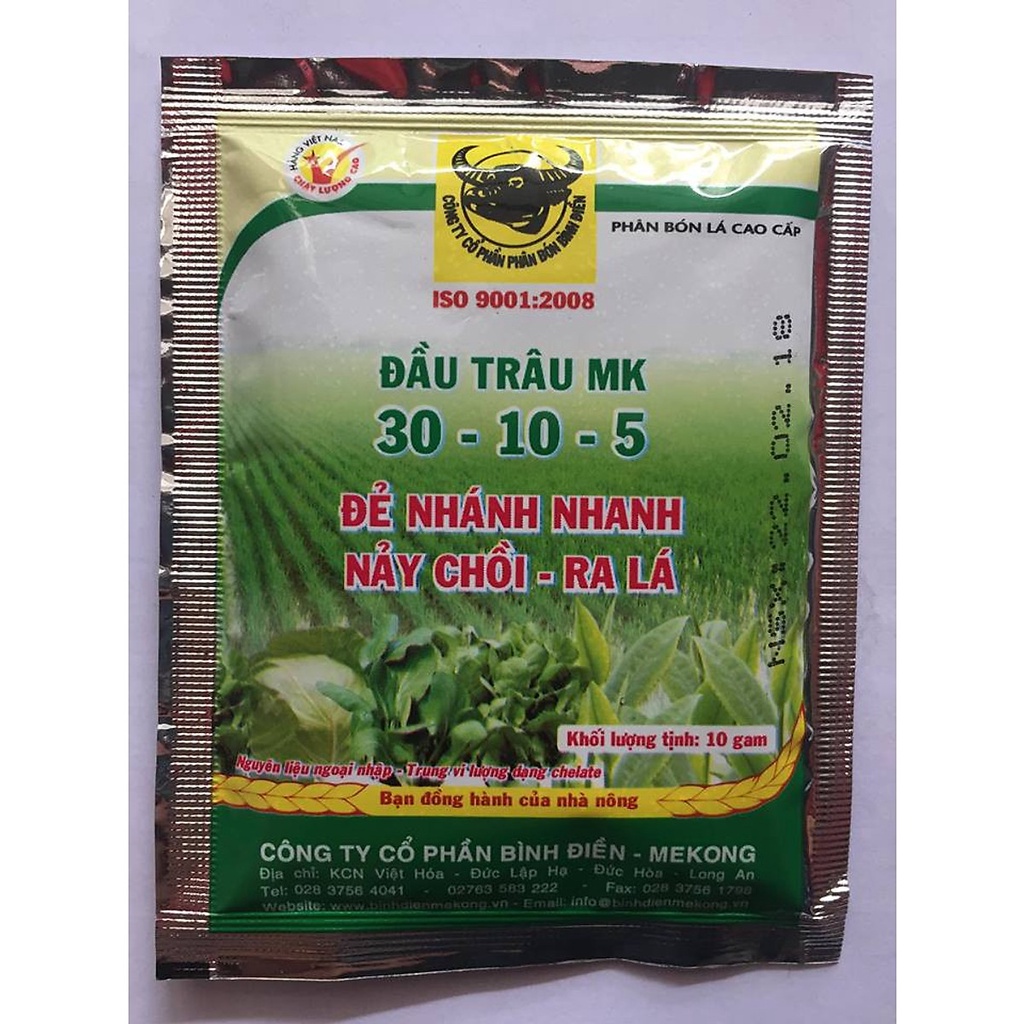 HÀNG VIỆT NAM
CHẤT LƯỢNG CAO
CÔNG TY CỔ PHẦN PHÂN BÓN BÌNH ĐIỀN
PHÂN BÓN LÁ CAO CẤP
ISO 9001:2008
ĐẦU TRÂU MK
30 - 10 - 5
ĐẺ NHÁNH NHANH
NẢY CHỒI - RA LÁ
NSX:22.02.10
Khối lượng tịnh: 10 gam
Nguyên liệu ngoại nhập - Trung vi lượng dạng chelate
Bạn đồng hành của nhà nông
CÔNG TY CỔ PHẦN BÌNH ĐIỀN - MEKONG
Địa chỉ: KCN Việt Hóa - Đức Lập Hạ - Đức Hòa - Long An
Tel: 028 3756 4041 - 02763 583 222 - Fax: 028 3756 1798
Website: www.binhdienmekong.vn - Email: info@binhdienmekong.vn